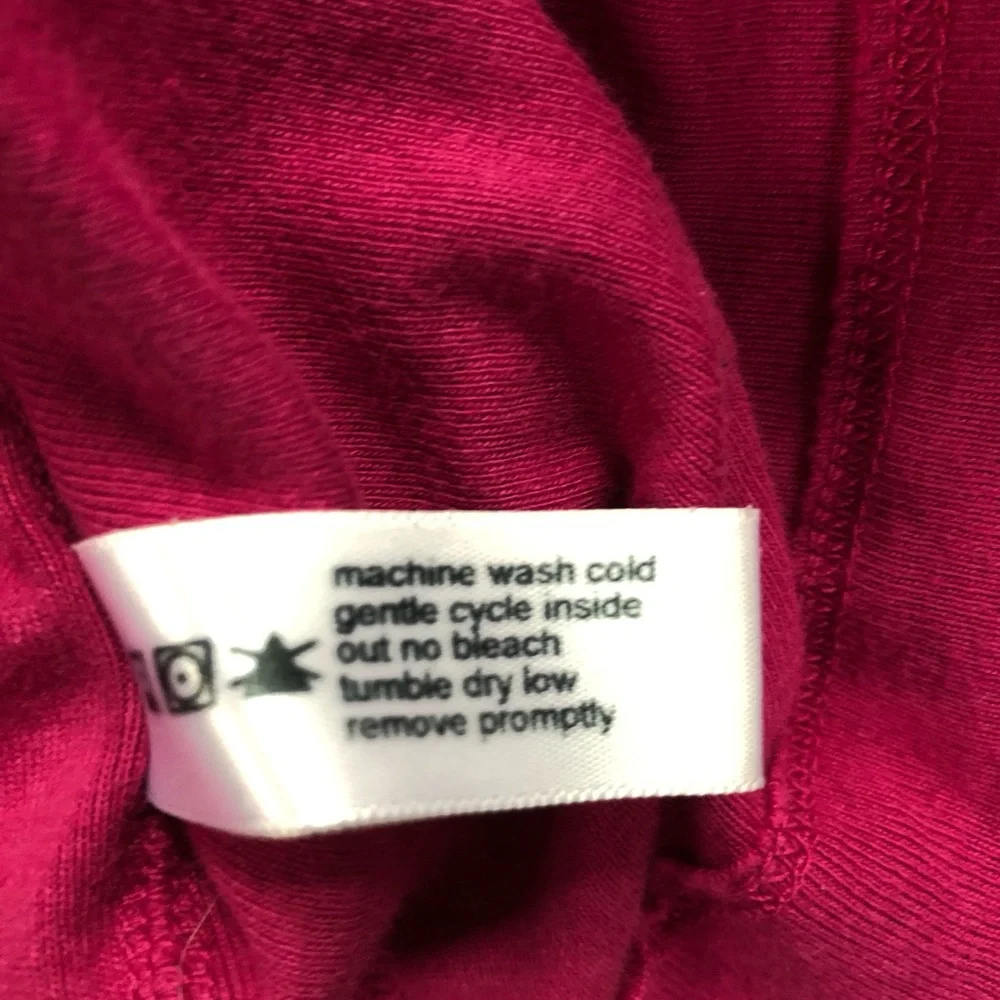 machine wash cold
gentle cycle inside
out no bleach
tumble dry low
remove promptly